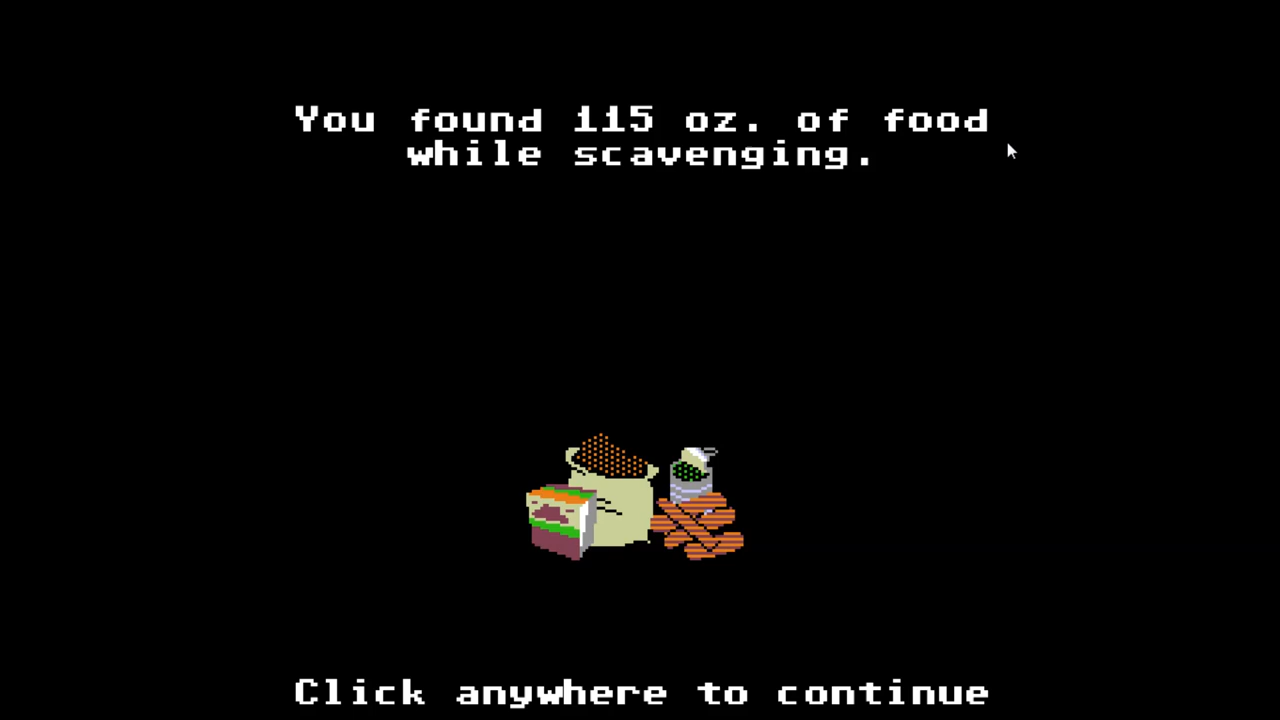 You found 115 oz. of food
while scavenging.
Click anywhere to continue